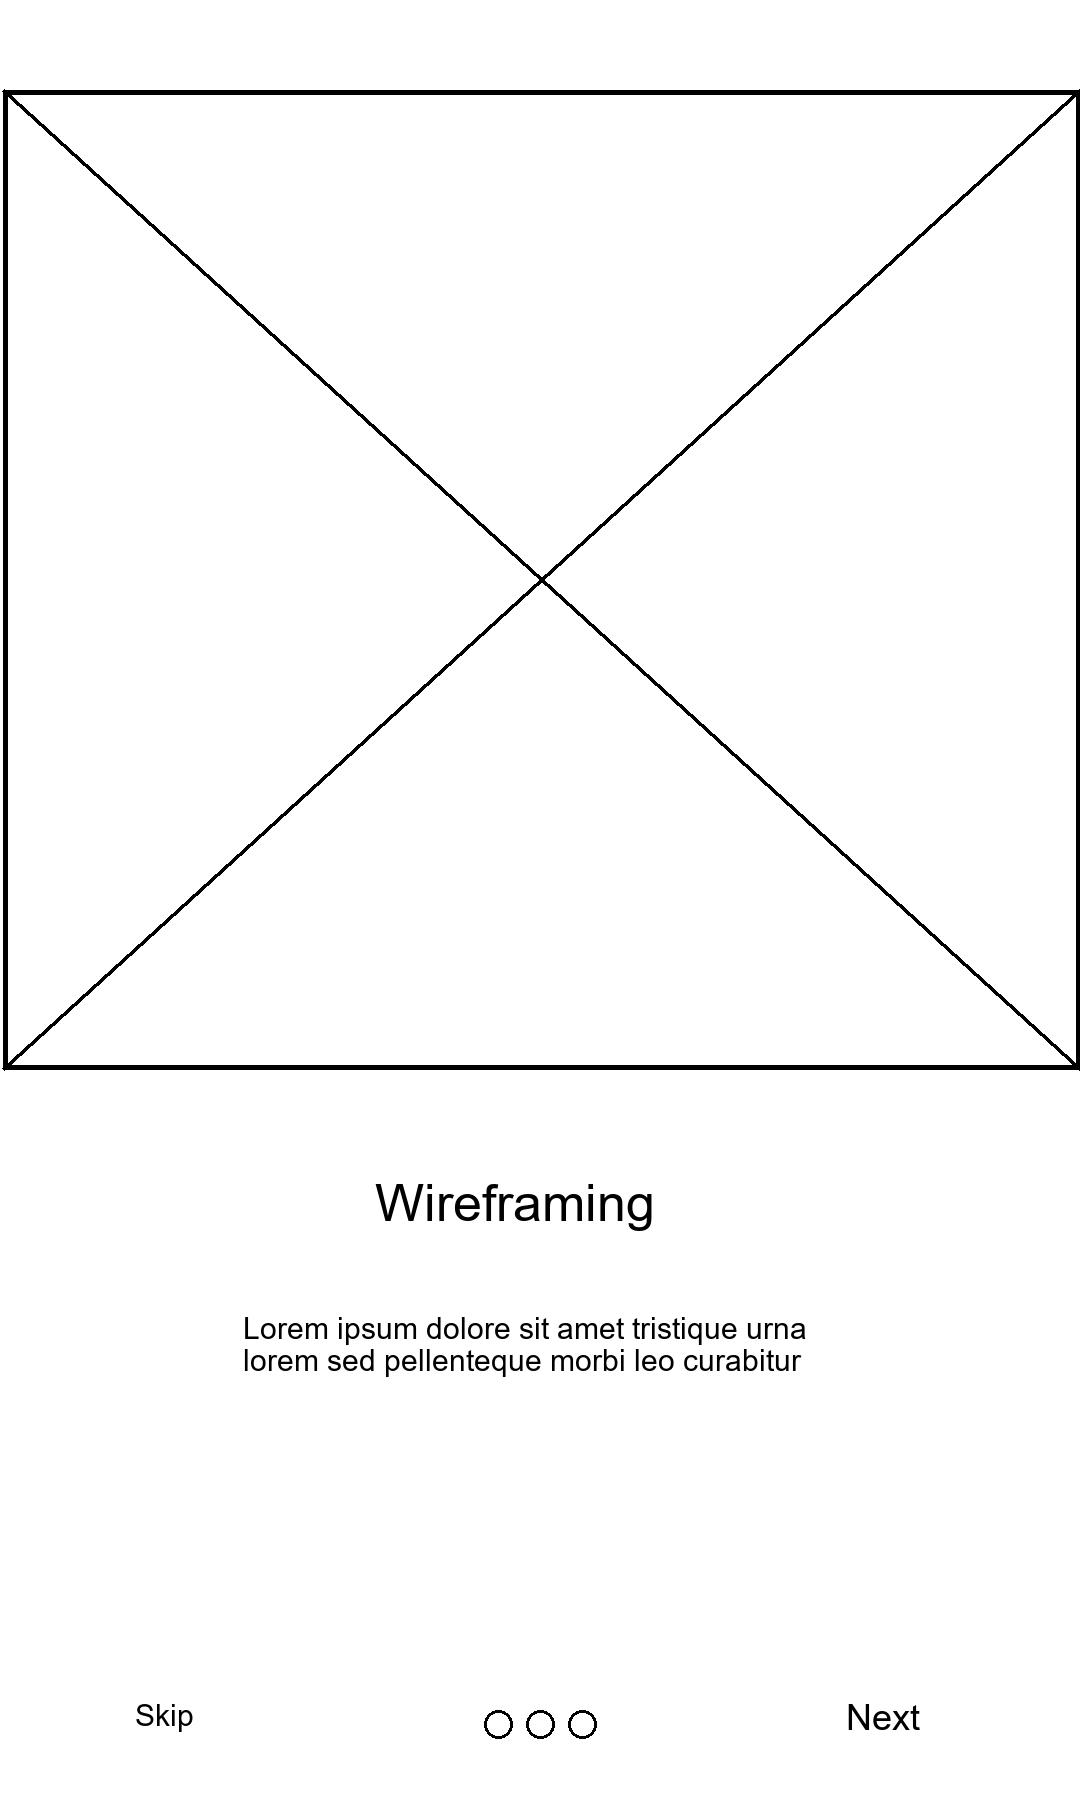 Wireframing
Lorem ipsum dolore sit amet tristique urna
lorem sed pellenteque morbi leo curabitur
Skip
Next